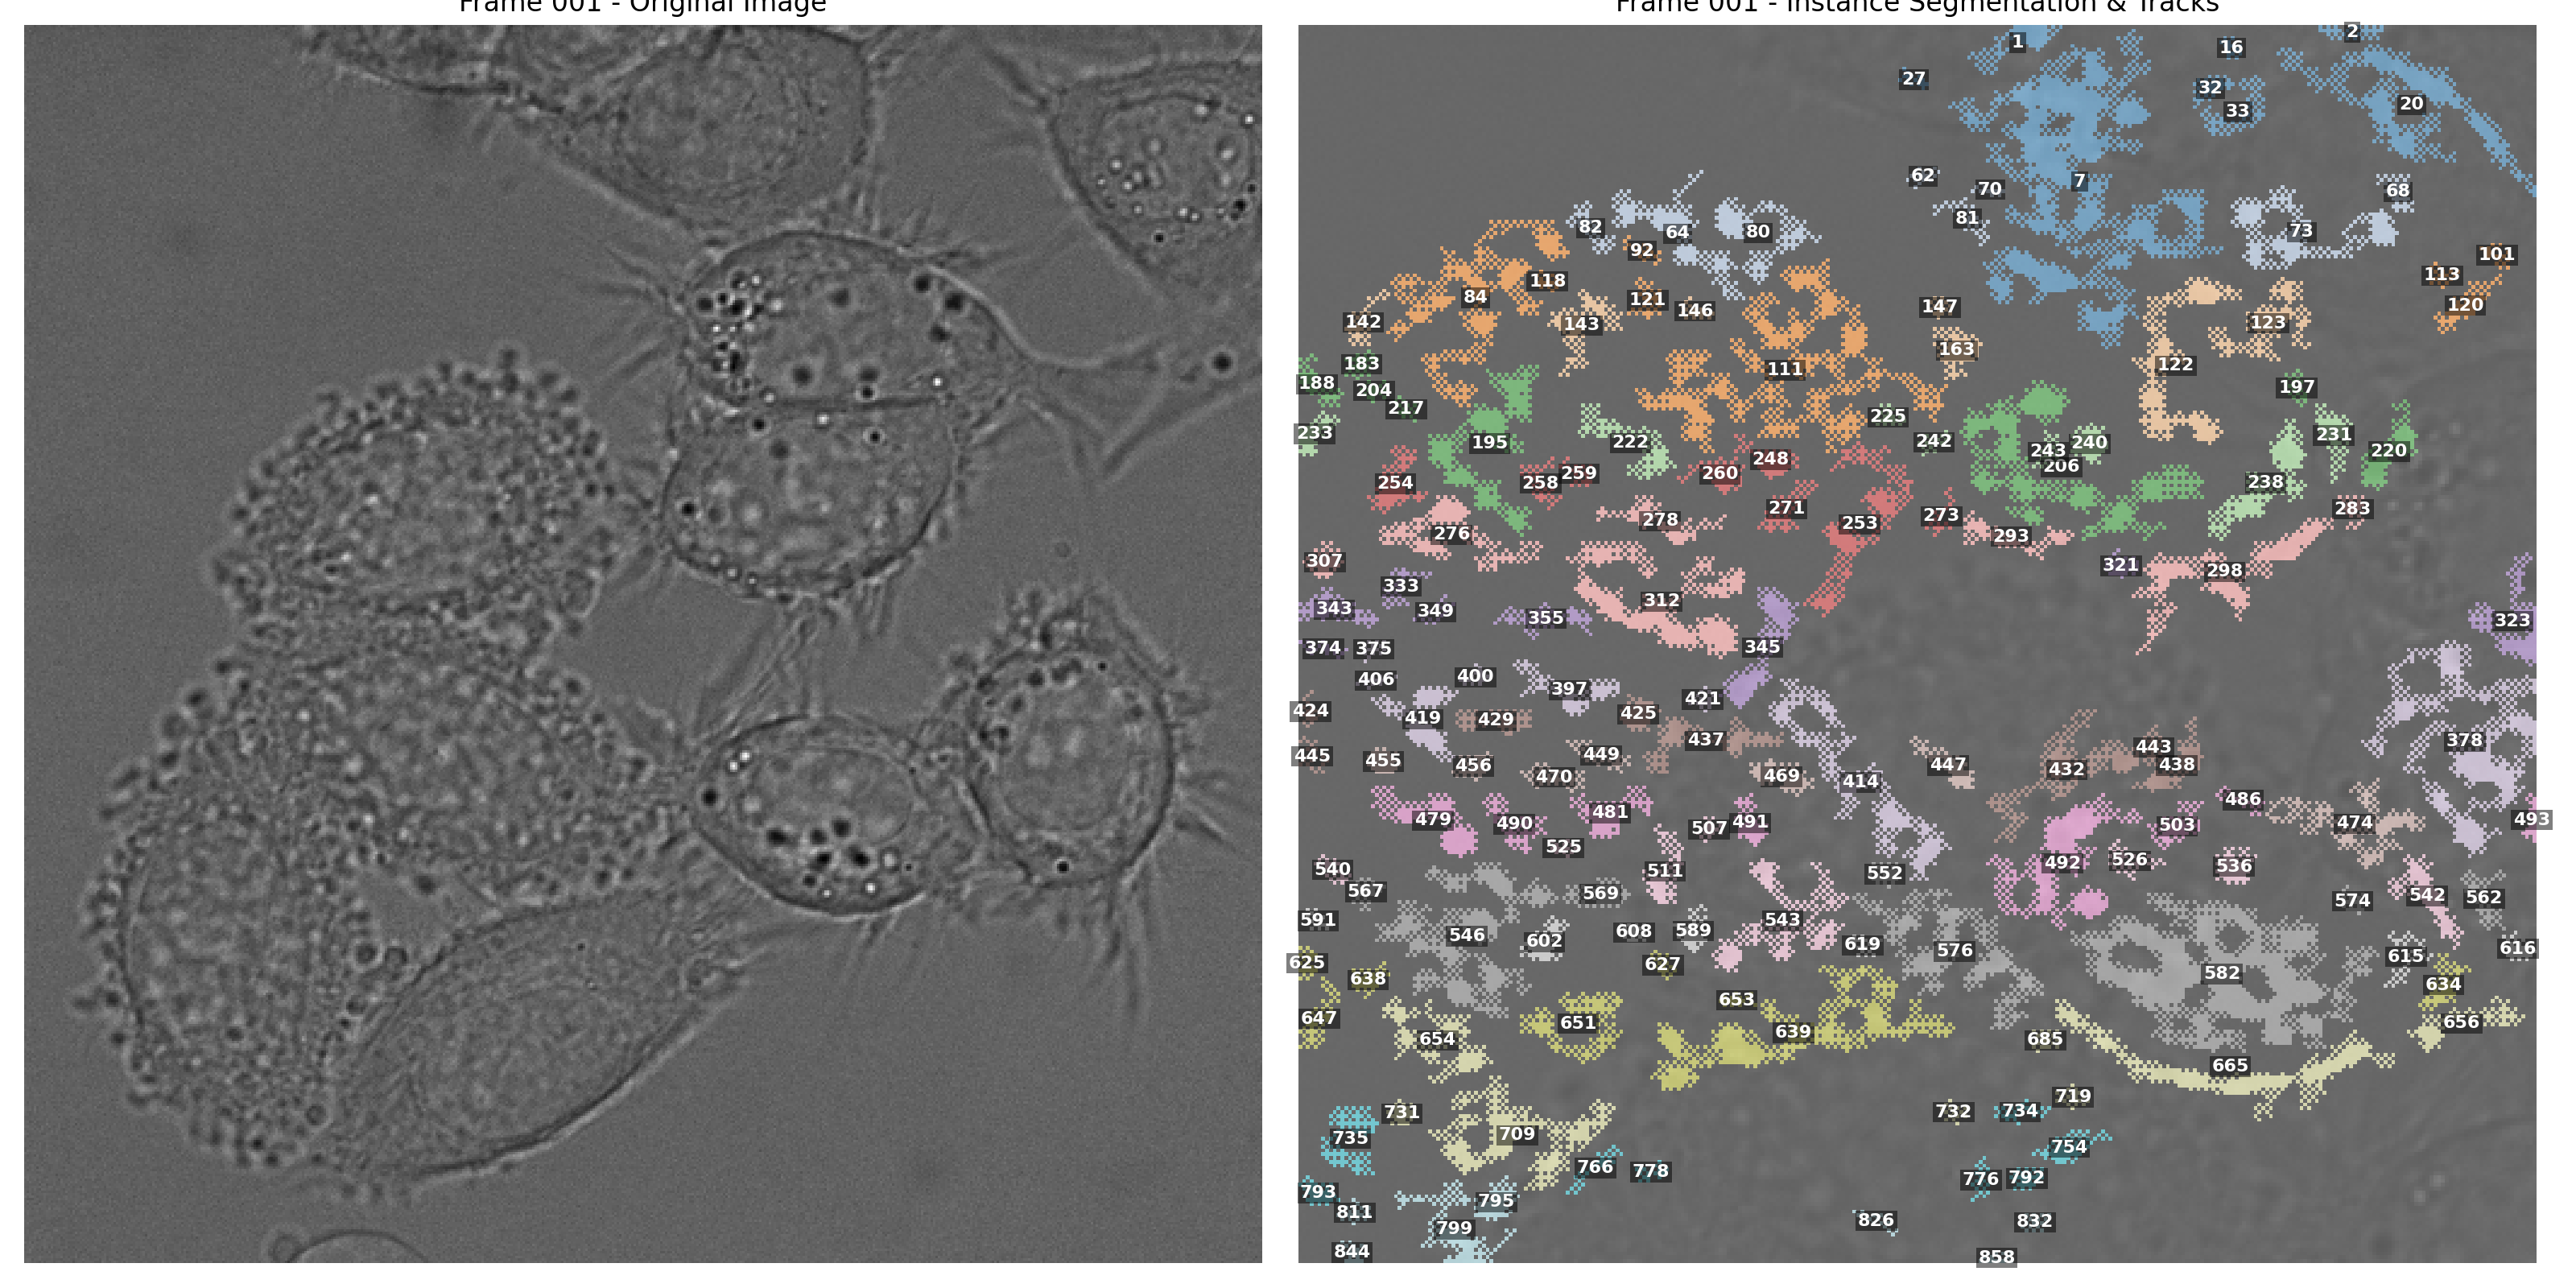 Frame 001 - Original Image
Frame 001 - Instance Segmentation & Tracks
1 16 2
27 32 33 20
62 70 7 68
82 64 80 81 73
92 118 101
84 121 146 147 113 120
142 143 163 123
183 111 122
188 204 217 225 197
233 195 222 242 243 240 231 220
206
254 258 259 260 248 238
276 278 271 253 273 293 283
307 333 321 298
343 349 355 312 323
374 375 345
406 400 397 421
424 419 429 425 437 443 378
445 455 456 449 470 469 447 432 438
414 486
479 490 481 507 491 503 474 493
525 511 552 492 526 536
540 567 569 574 542 562
591 546 602 608 589 543 619 576 615 616
625 638 627 582 634
647 651 653 639 656
654 685 665
731 732 734 719
735 709 754
766 778 776 792
793 811 795
799 826 832
844 858